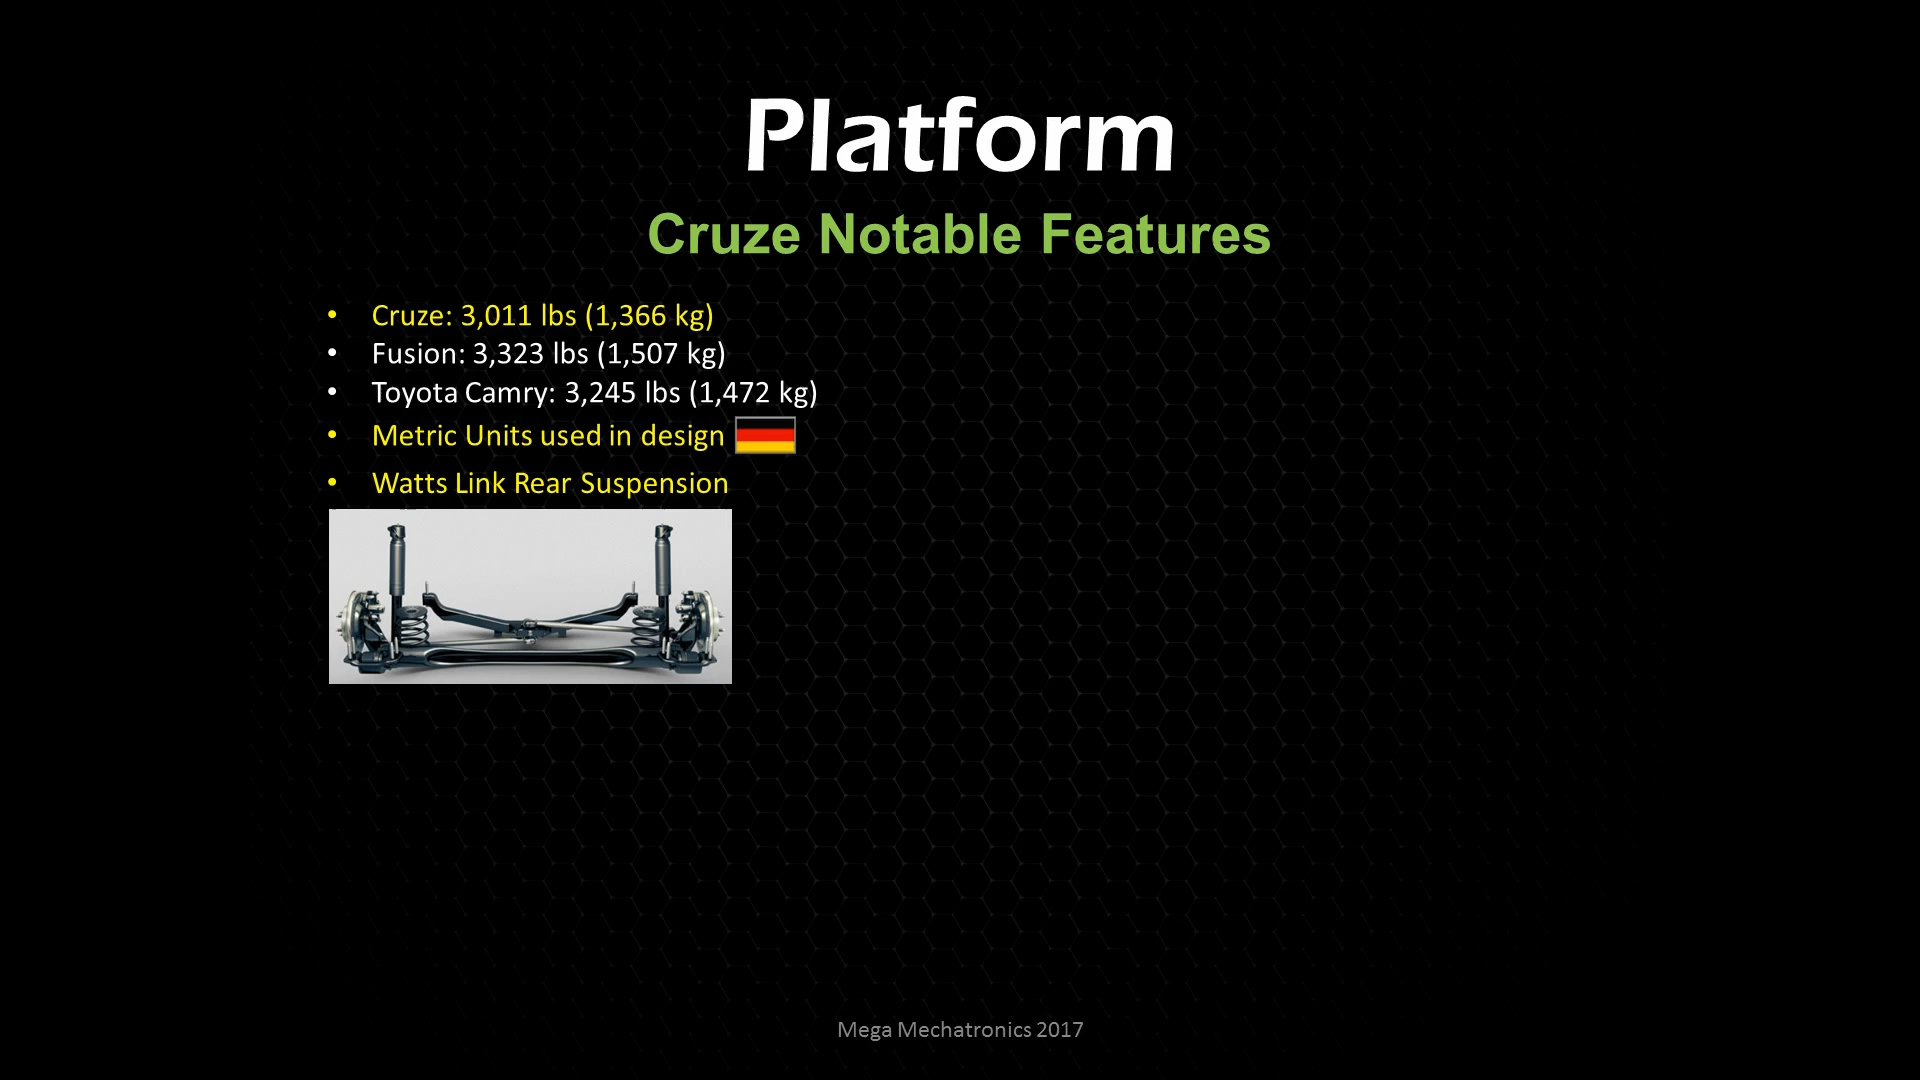 Platform
Cruze Notable Features
• Cruze: 3,011 lbs (1,366 kg)
• Fusion: 3,323 lbs (1,507 kg)
• Toyota Camry: 3,245 lbs (1,472 kg)
• Metric Units used in design
• Watts Link Rear Suspension
Mega Mechatronics 2017